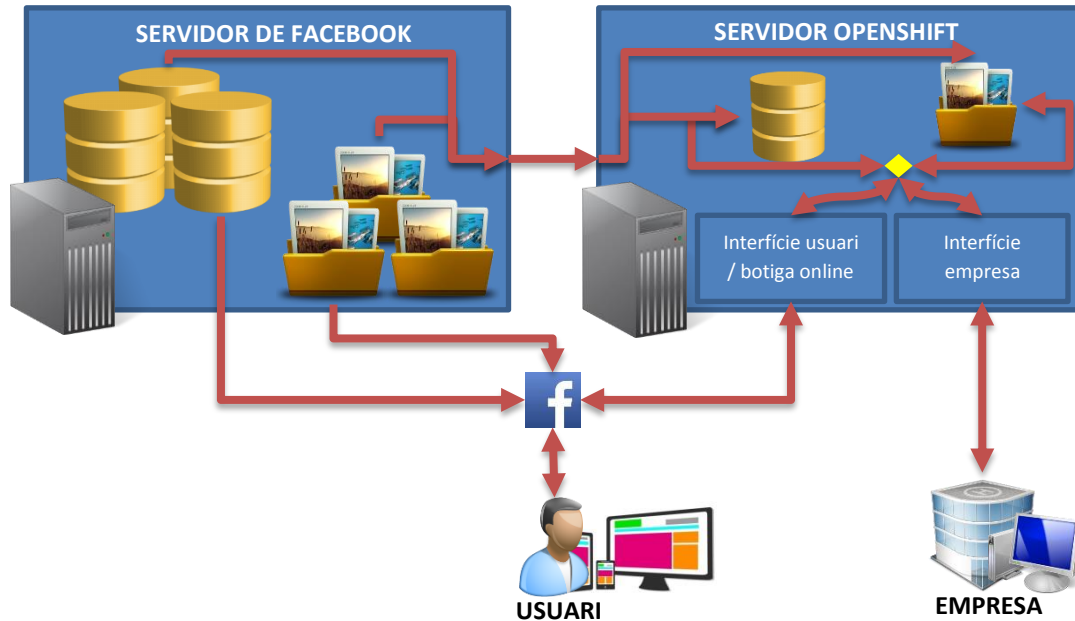 SERVIDOR DE FACEBOOK
SERVIDOR OPENSHIFT
Interfície usuari
/ botiga online
Interfície
empresa
f
USUARI
EMPRESA